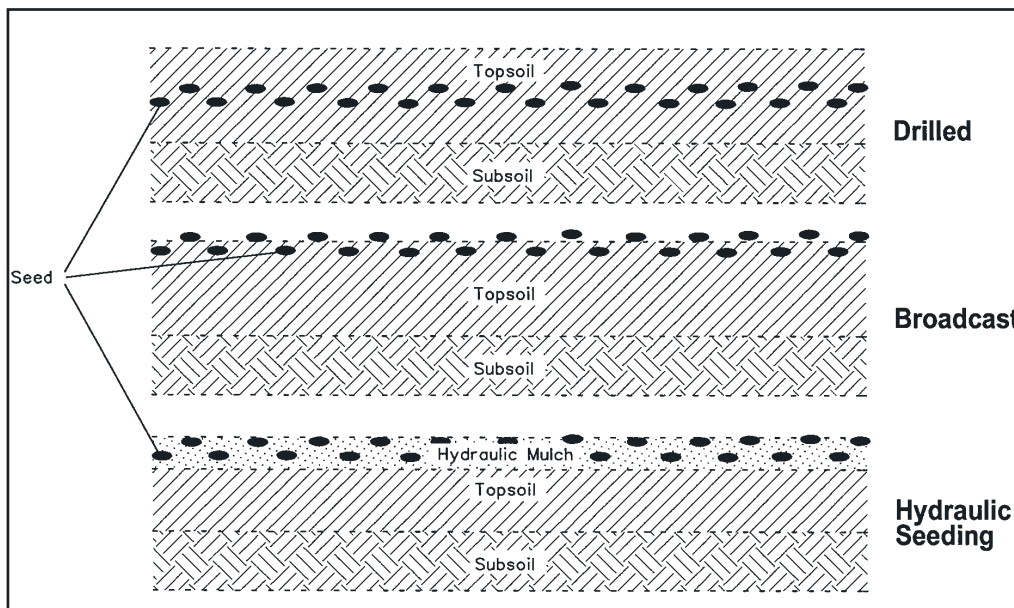 Topsoil
Drilled
Subsoil
Seed
Topsoil
Broadcast
Subsoil
Hydraulic Mulch
Topsoil
Hydraulic
Seeding
Subsoil